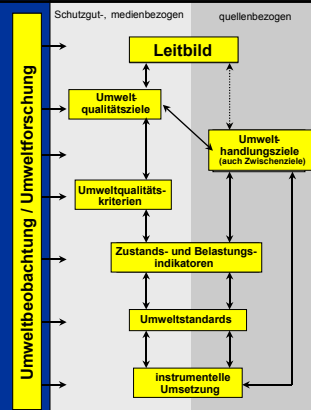 Schutzgut-, medienbezogen
quellenbezogen
Umweltbeobachtung / Umweltforschung
Leitbild
Umwelt-
qualitätsziele
Umwelt-
handlungsziele
(auch Zwischenziele)
Umweltqualitäts-
kriterien
Zustands- und Belastungs-
indikatoren
Umweltstandards
instrumentelle
Umsetzung